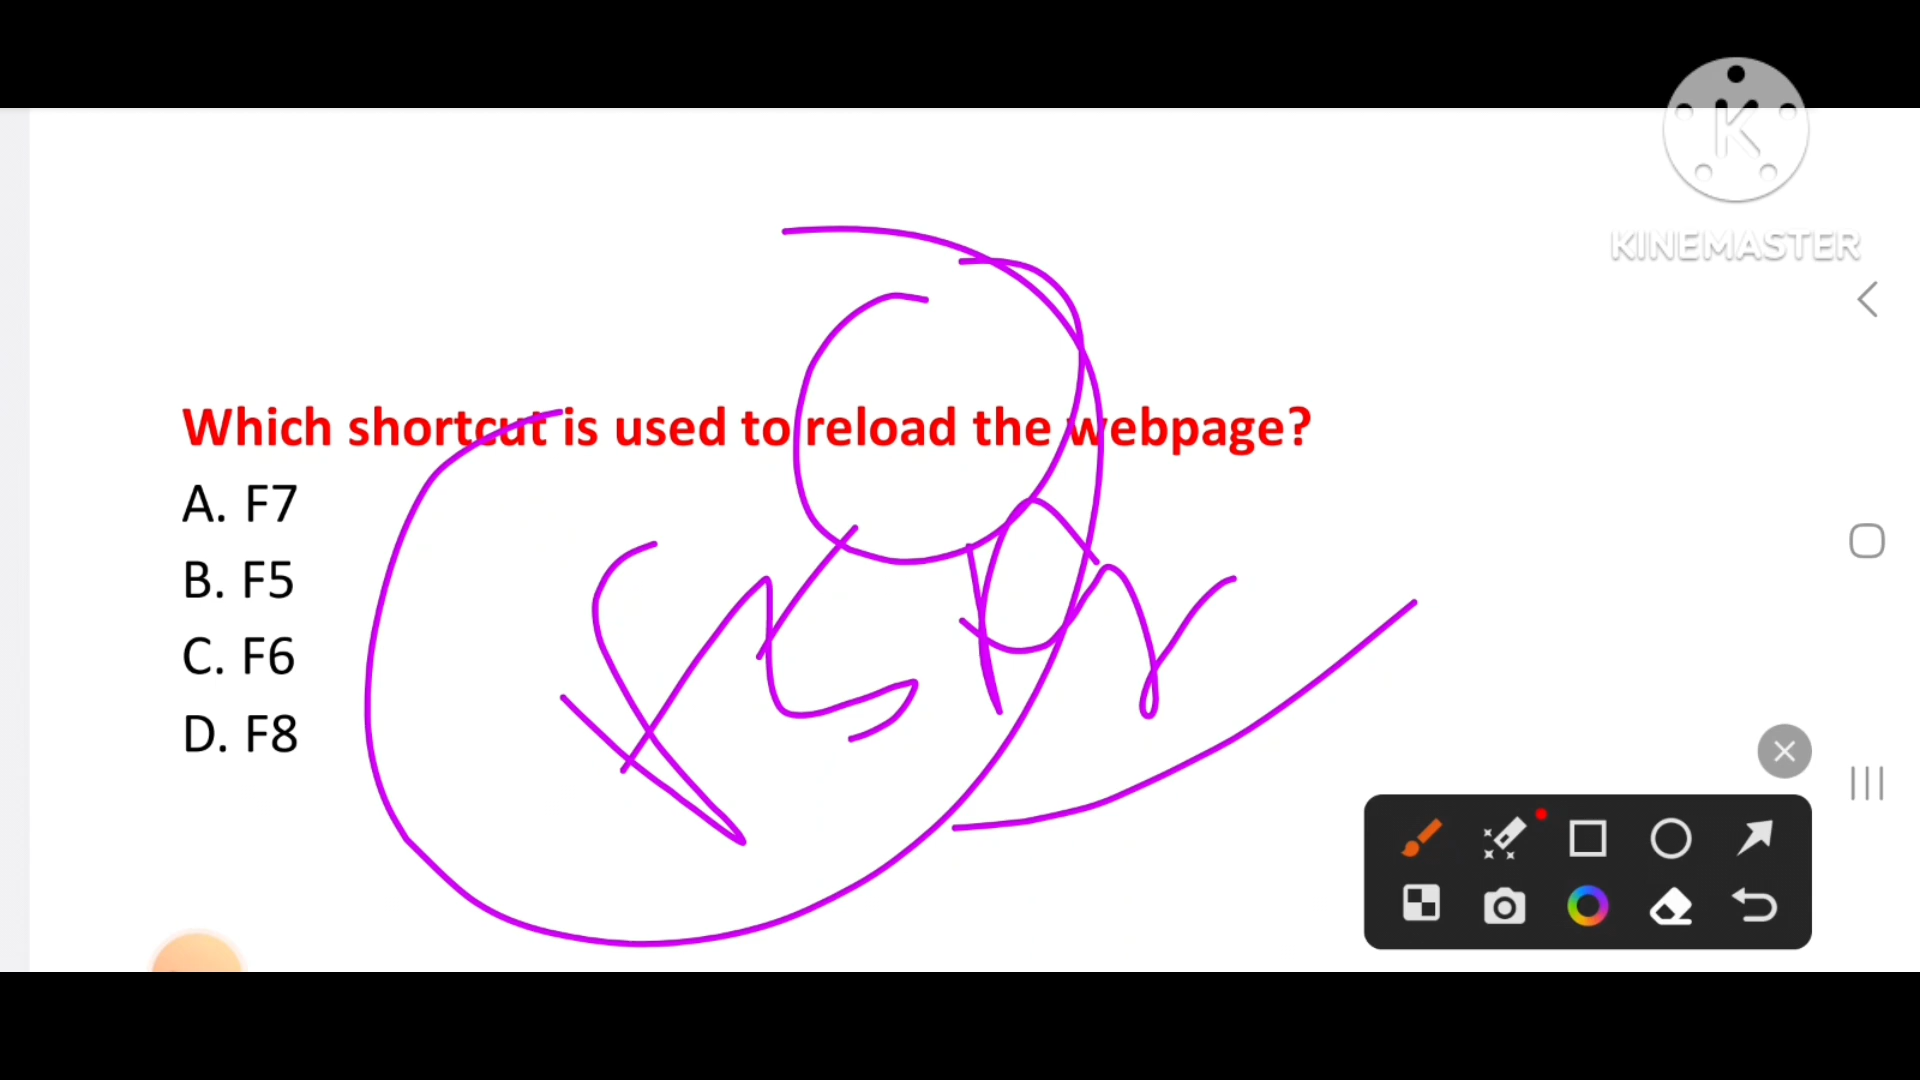 K
KINEMASTER
Which shortcut is used to reload the webpage?
A. F7
B. F5
C. F6
D. F8